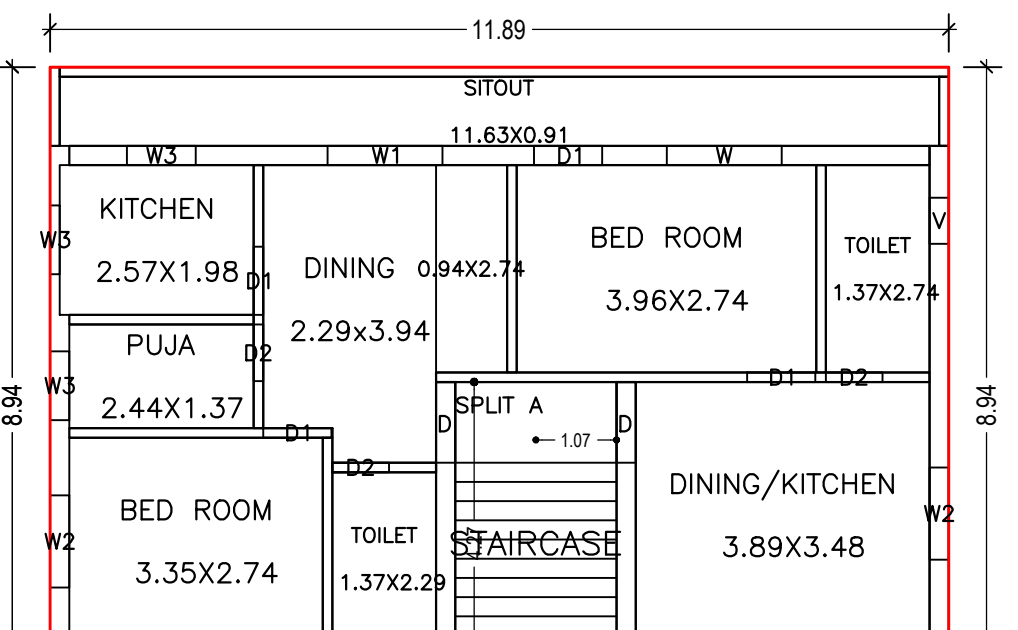 11.89
SITOUT
11.63X0.91
W3 W1 D1 W
KITCHEN
V
W3
BED ROOM
TOILET
2.57X1.98
D1
DINING 0.94X2.74
3.96X2.74
1.37X2.74
2.29x3.94
PUJA
D2
W3
D1 D2
2.44X1.37
SPLIT A
8.94
8.94
D1
D
D
1.07
D2
DINING/KITCHEN
BED ROOM
W2
TOILET
STAIRCASE
W2
3.35X2.74
1.37X2.29
3.89X3.48